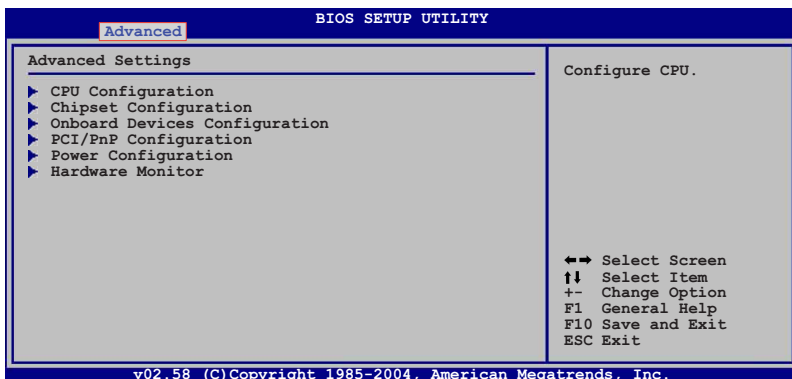 BIOS SETUP UTILITY
Advanced
Advanced Settings
CPU Configuration
Chipset Configuration
Onboard Devices Configuration
PCI/PnP Configuration
Power Configuration
Hardware Monitor
Configure CPU.
Select Screen
Select Item
+- Change Option
F1 General Help
F10 Save and Exit
ESC Exit
v02.58 (C)Copyright 1985-2004, American Megatrends, Inc.